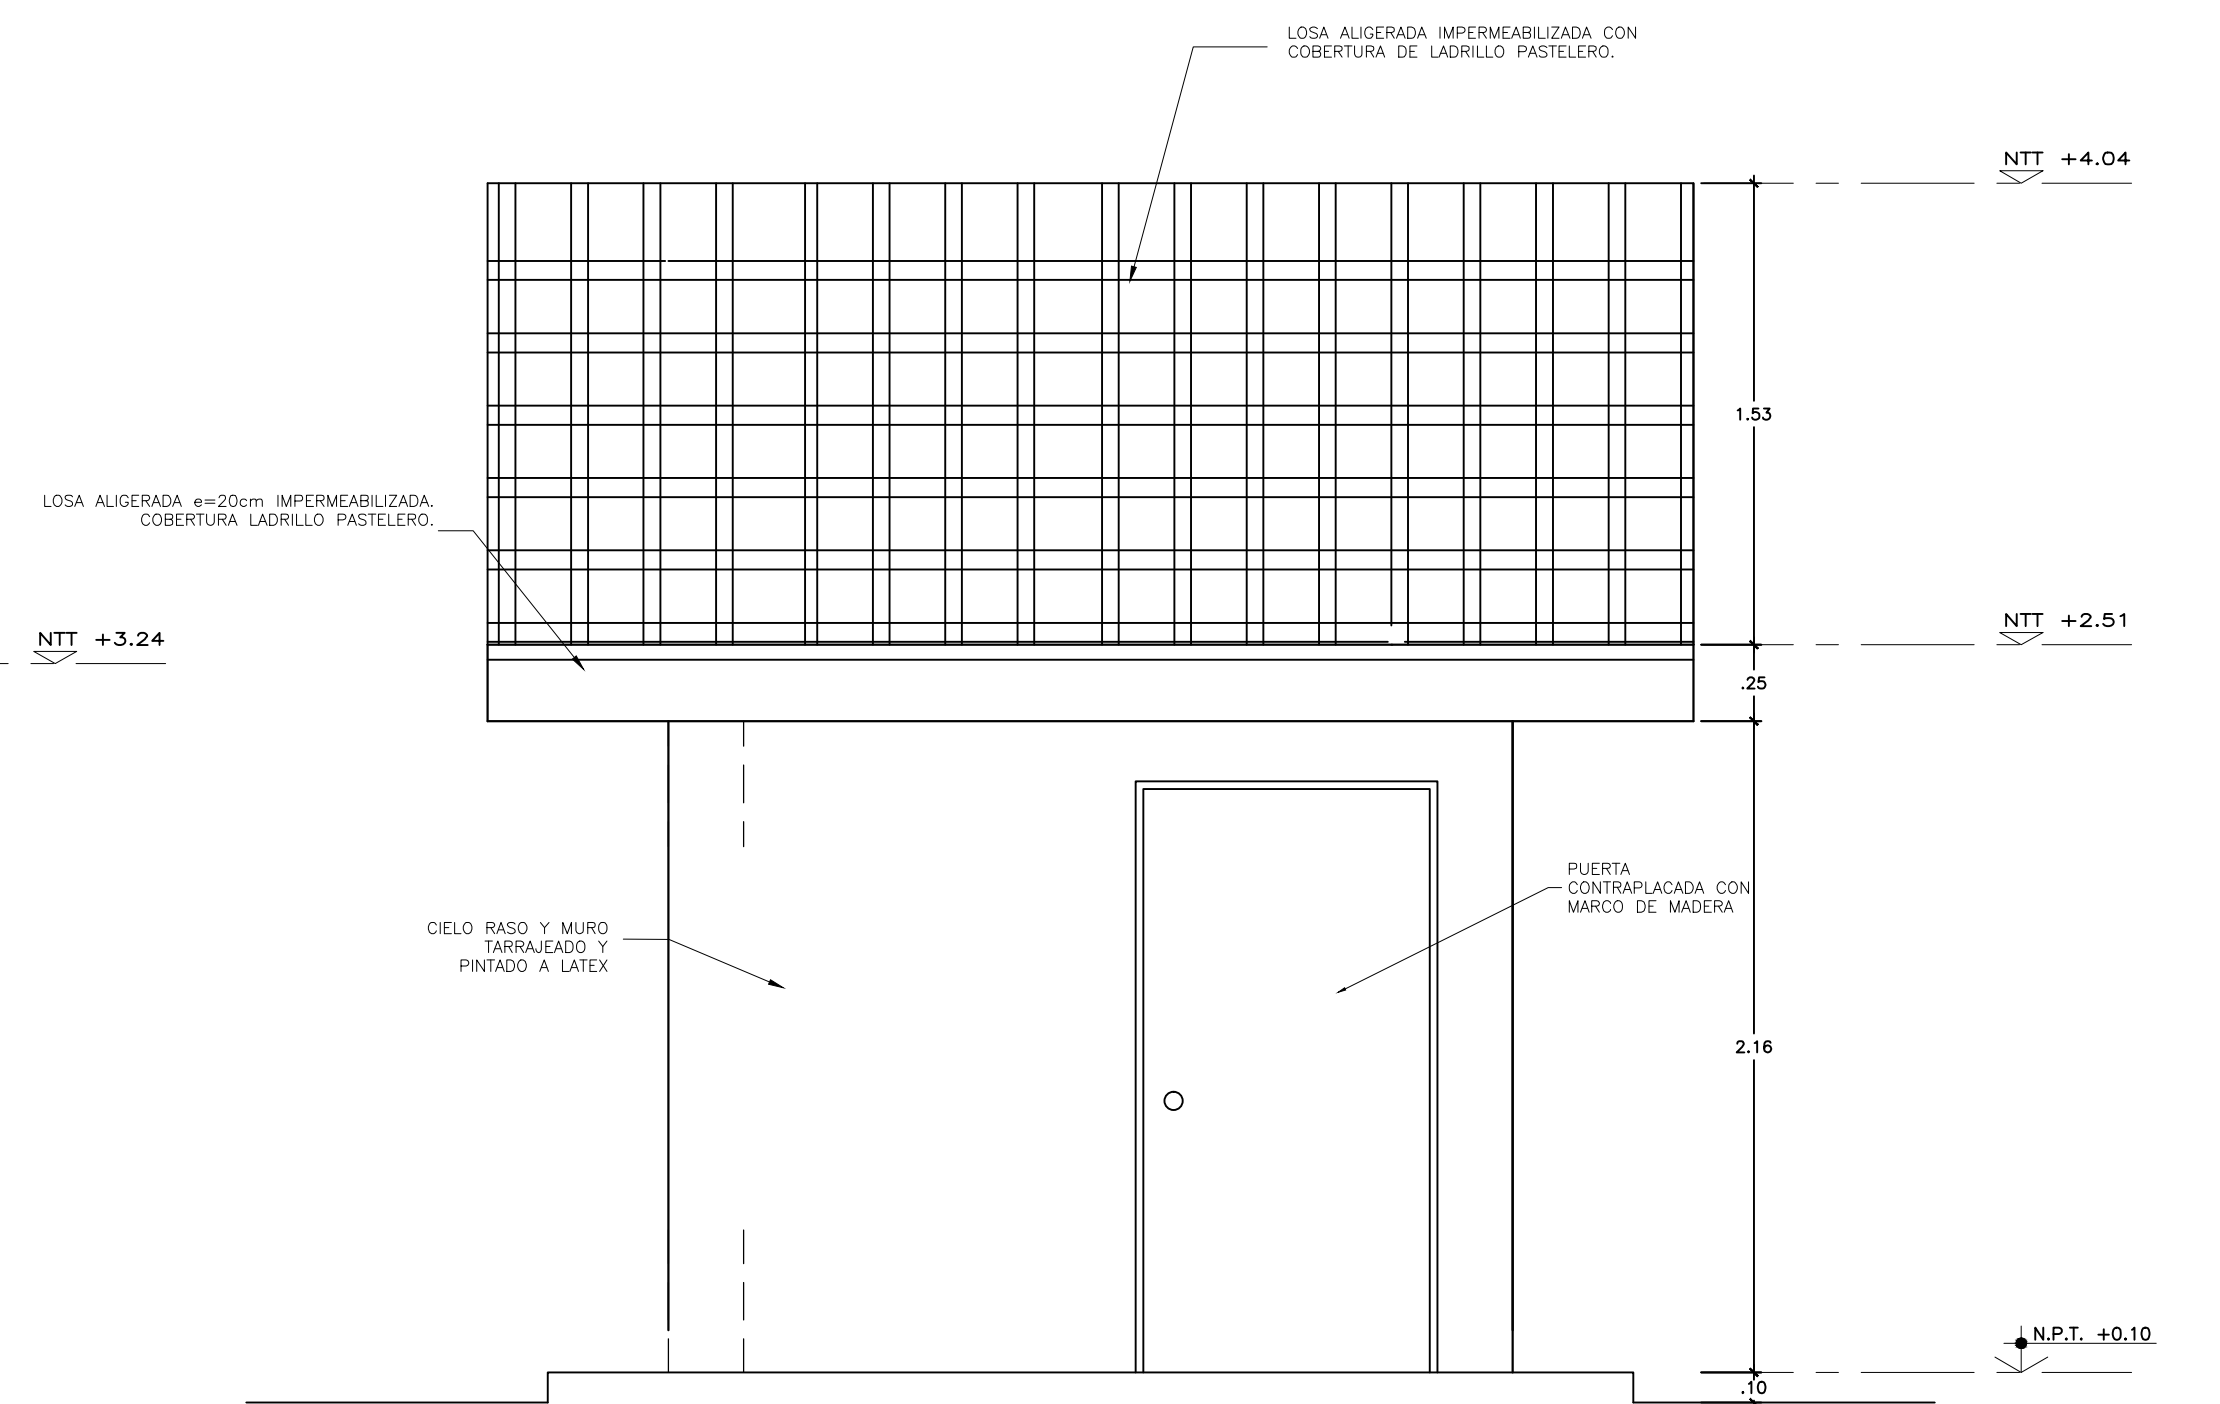 LOSA ALIGERADA IMPERMEABILIZADA CON
COBERTURA DE LADRILLO PASTELERO.
NTT +4.04
1.53
LOSA ALIGERADA e=20cm IMPERMEABILIZADA.
COBERTURA LADRILLO PASTELERO.
NTT +3.24
NTT +2.51
.25
PUERTA
CONTRAPLACADA CON
MARCO DE MADERA
CIELO RASO Y MURO
TARRAJEADO Y
PINTADO A LATEX
2.16
N.P.T. +0.10
.10